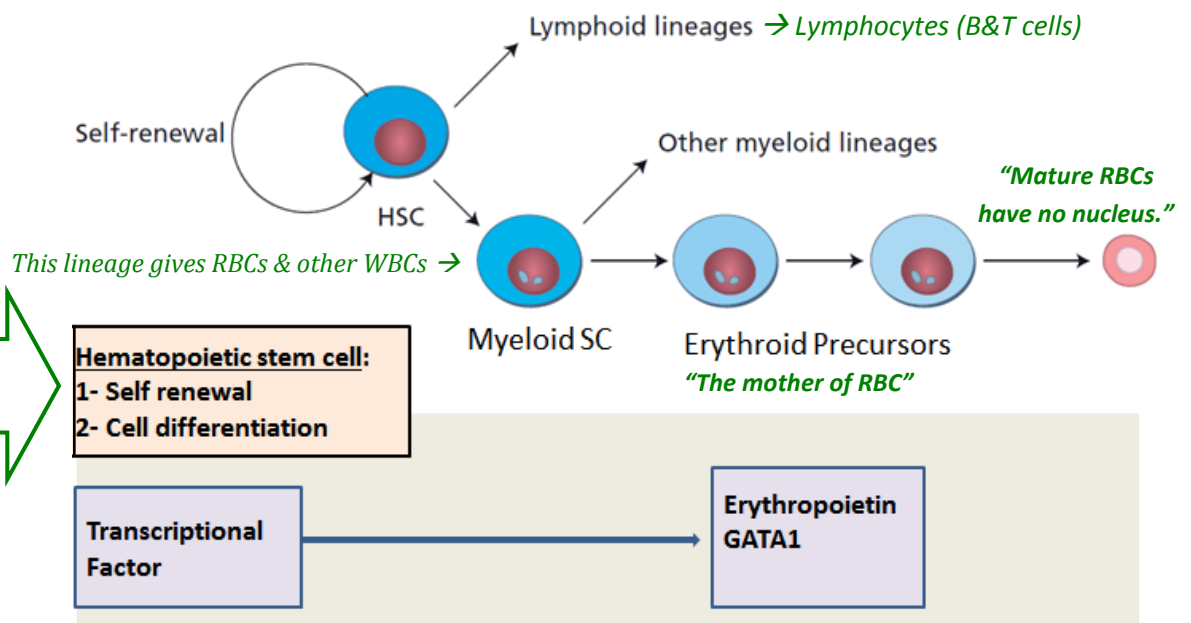 Lymphoid lineages → Lymphocytes (B&T cells)
Self-renewal
Other myeloid lineages
“Mature RBCs
have no nucleus.”
HSC
This lineage gives RBCs & other WBCs →
Myeloid SC
Erythroid Precursors
“The mother of RBC”
Hematopoietic stem cell:
1- Self renewal
2- Cell differentiation
Transcriptional
Factor
Erythropoietin
GATA1